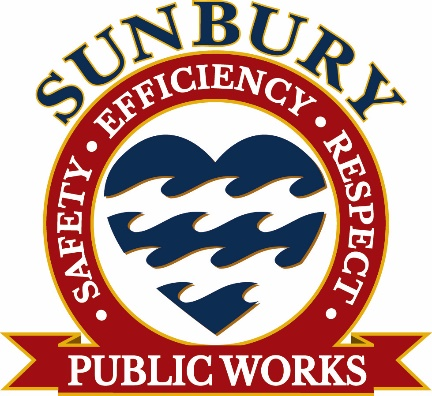 SUNBURY
• SAFETY • EFFICIENCY • RESPECT •
PUBLIC WORKS